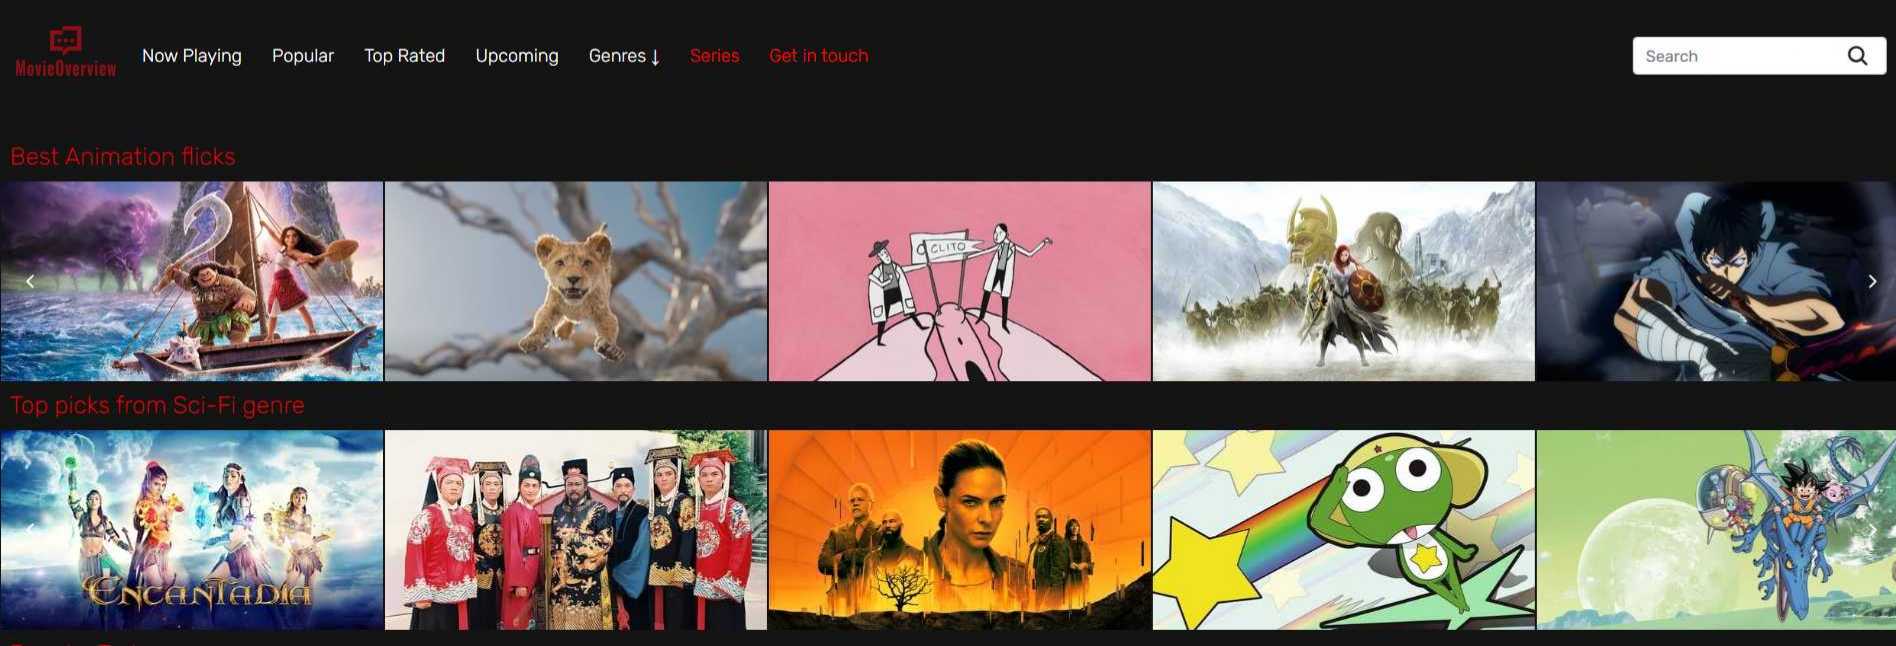 MovieOverview
Now Playing Popular Top Rated Upcoming Genres ↓ Series Get in touch Search
Best Animation flicks
CLITO
Top picks from Sci-Fi genre
ENCANTADIA